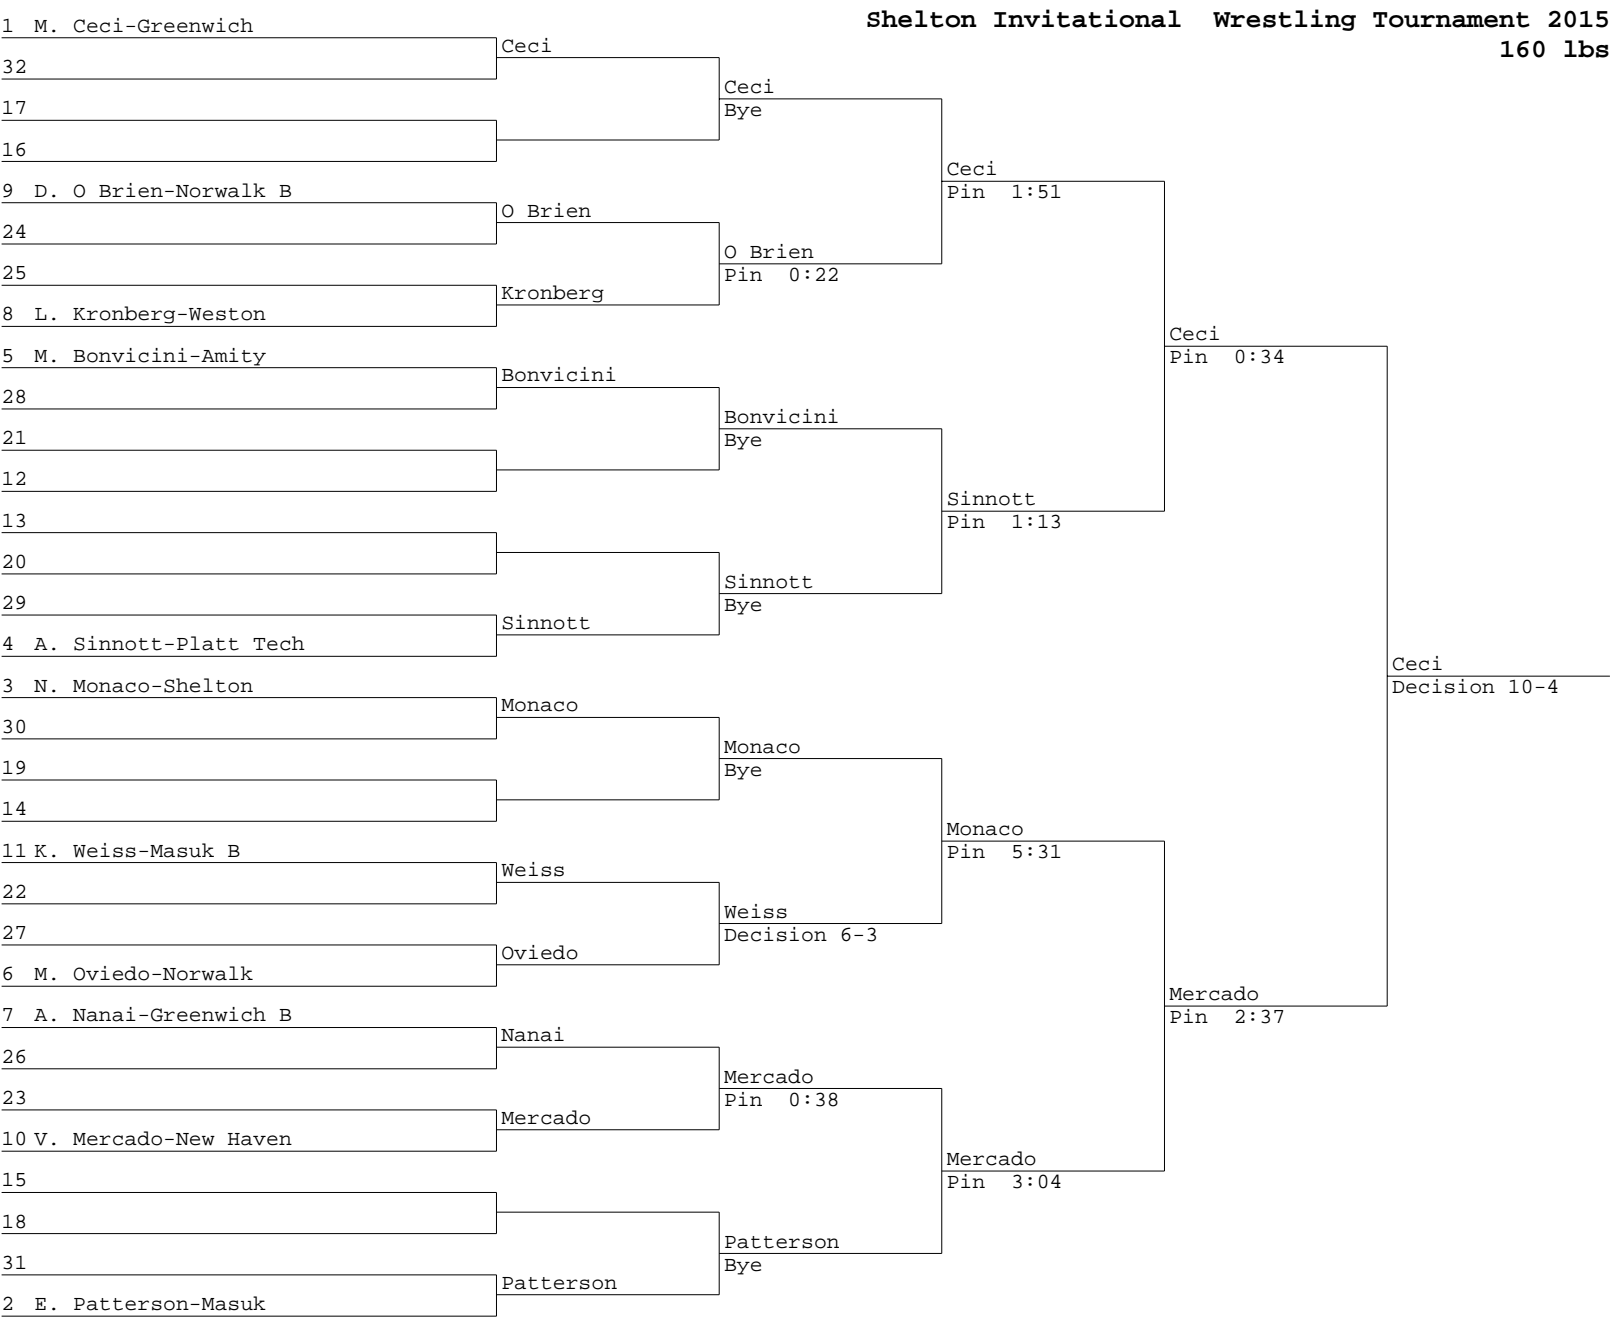 Shelton Invitational  Wrestling Tournament 2015
160 lbs
1 M. Ceci-Greenwich
32
17
16
9 D. O Brien-Norwalk B
24
25
8 L. Kronberg-Weston
5 M. Bonvicini-Amity
28
21
12
13
20
29
4 A. Sinnott-Platt Tech
3 N. Monaco-Shelton
30
19
14
11 K. Weiss-Masuk B
22
27
6 M. Oviedo-Norwalk
7 A. Nanai-Greenwich B
26
23
10 V. Mercado-New Haven
15
18
31
2 E. Patterson-Masuk
Ceci
O Brien
Kronberg
Bonvicini
Sinnott
Monaco
Weiss
Oviedo
Nanai
Mercado
Patterson
Ceci
Bye
O Brien
Pin 0:22
Bonvicini
Bye
Sinnott
Bye
Monaco
Bye
Weiss
Decision 6-3
Mercado
Pin 0:38
Patterson
Bye
Ceci
Pin 1:51
Sinnott
Pin 1:13
Monaco
Pin 5:31
Mercado
Pin 3:04
Ceci
Pin 0:34
Mercado
Pin 2:37
Ceci
Decision 10-4